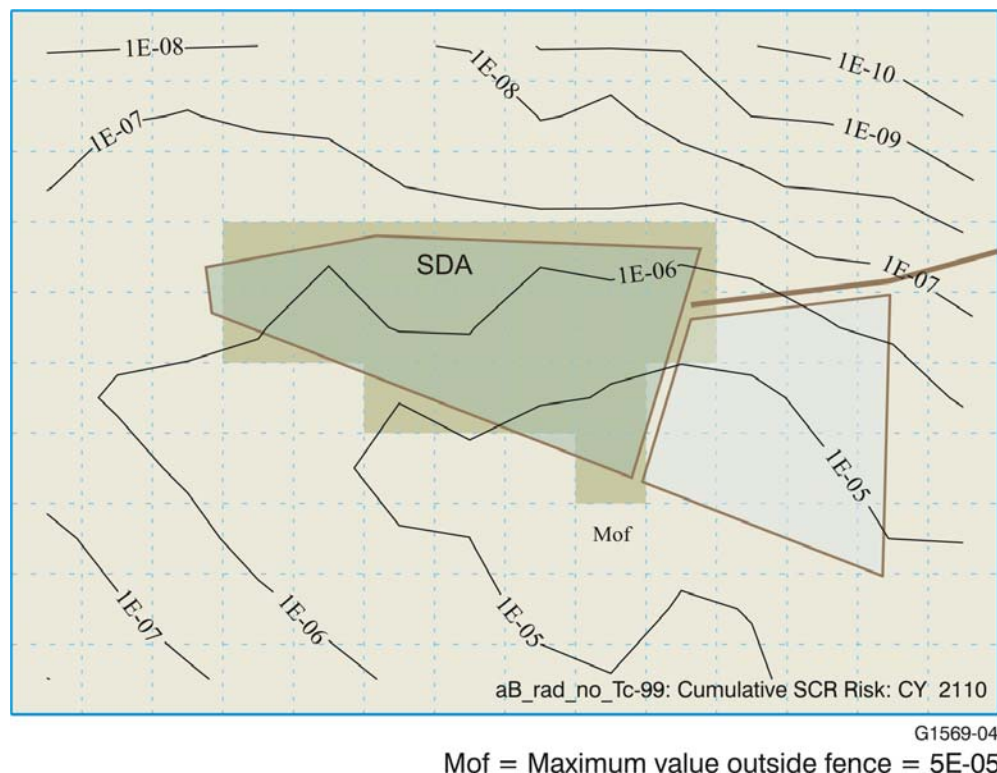 1E-08
1E-10
1E-08
1E-07
1E-09
SDA
1E-06
1E-07
1E-05
Mof
1E-07
1E-06
1E-05
aB_rad_no_Tc-99: Cumulative SCR Risk: CY 2110
G1569-04
Mof = Maximum value outside fence = 5E-05